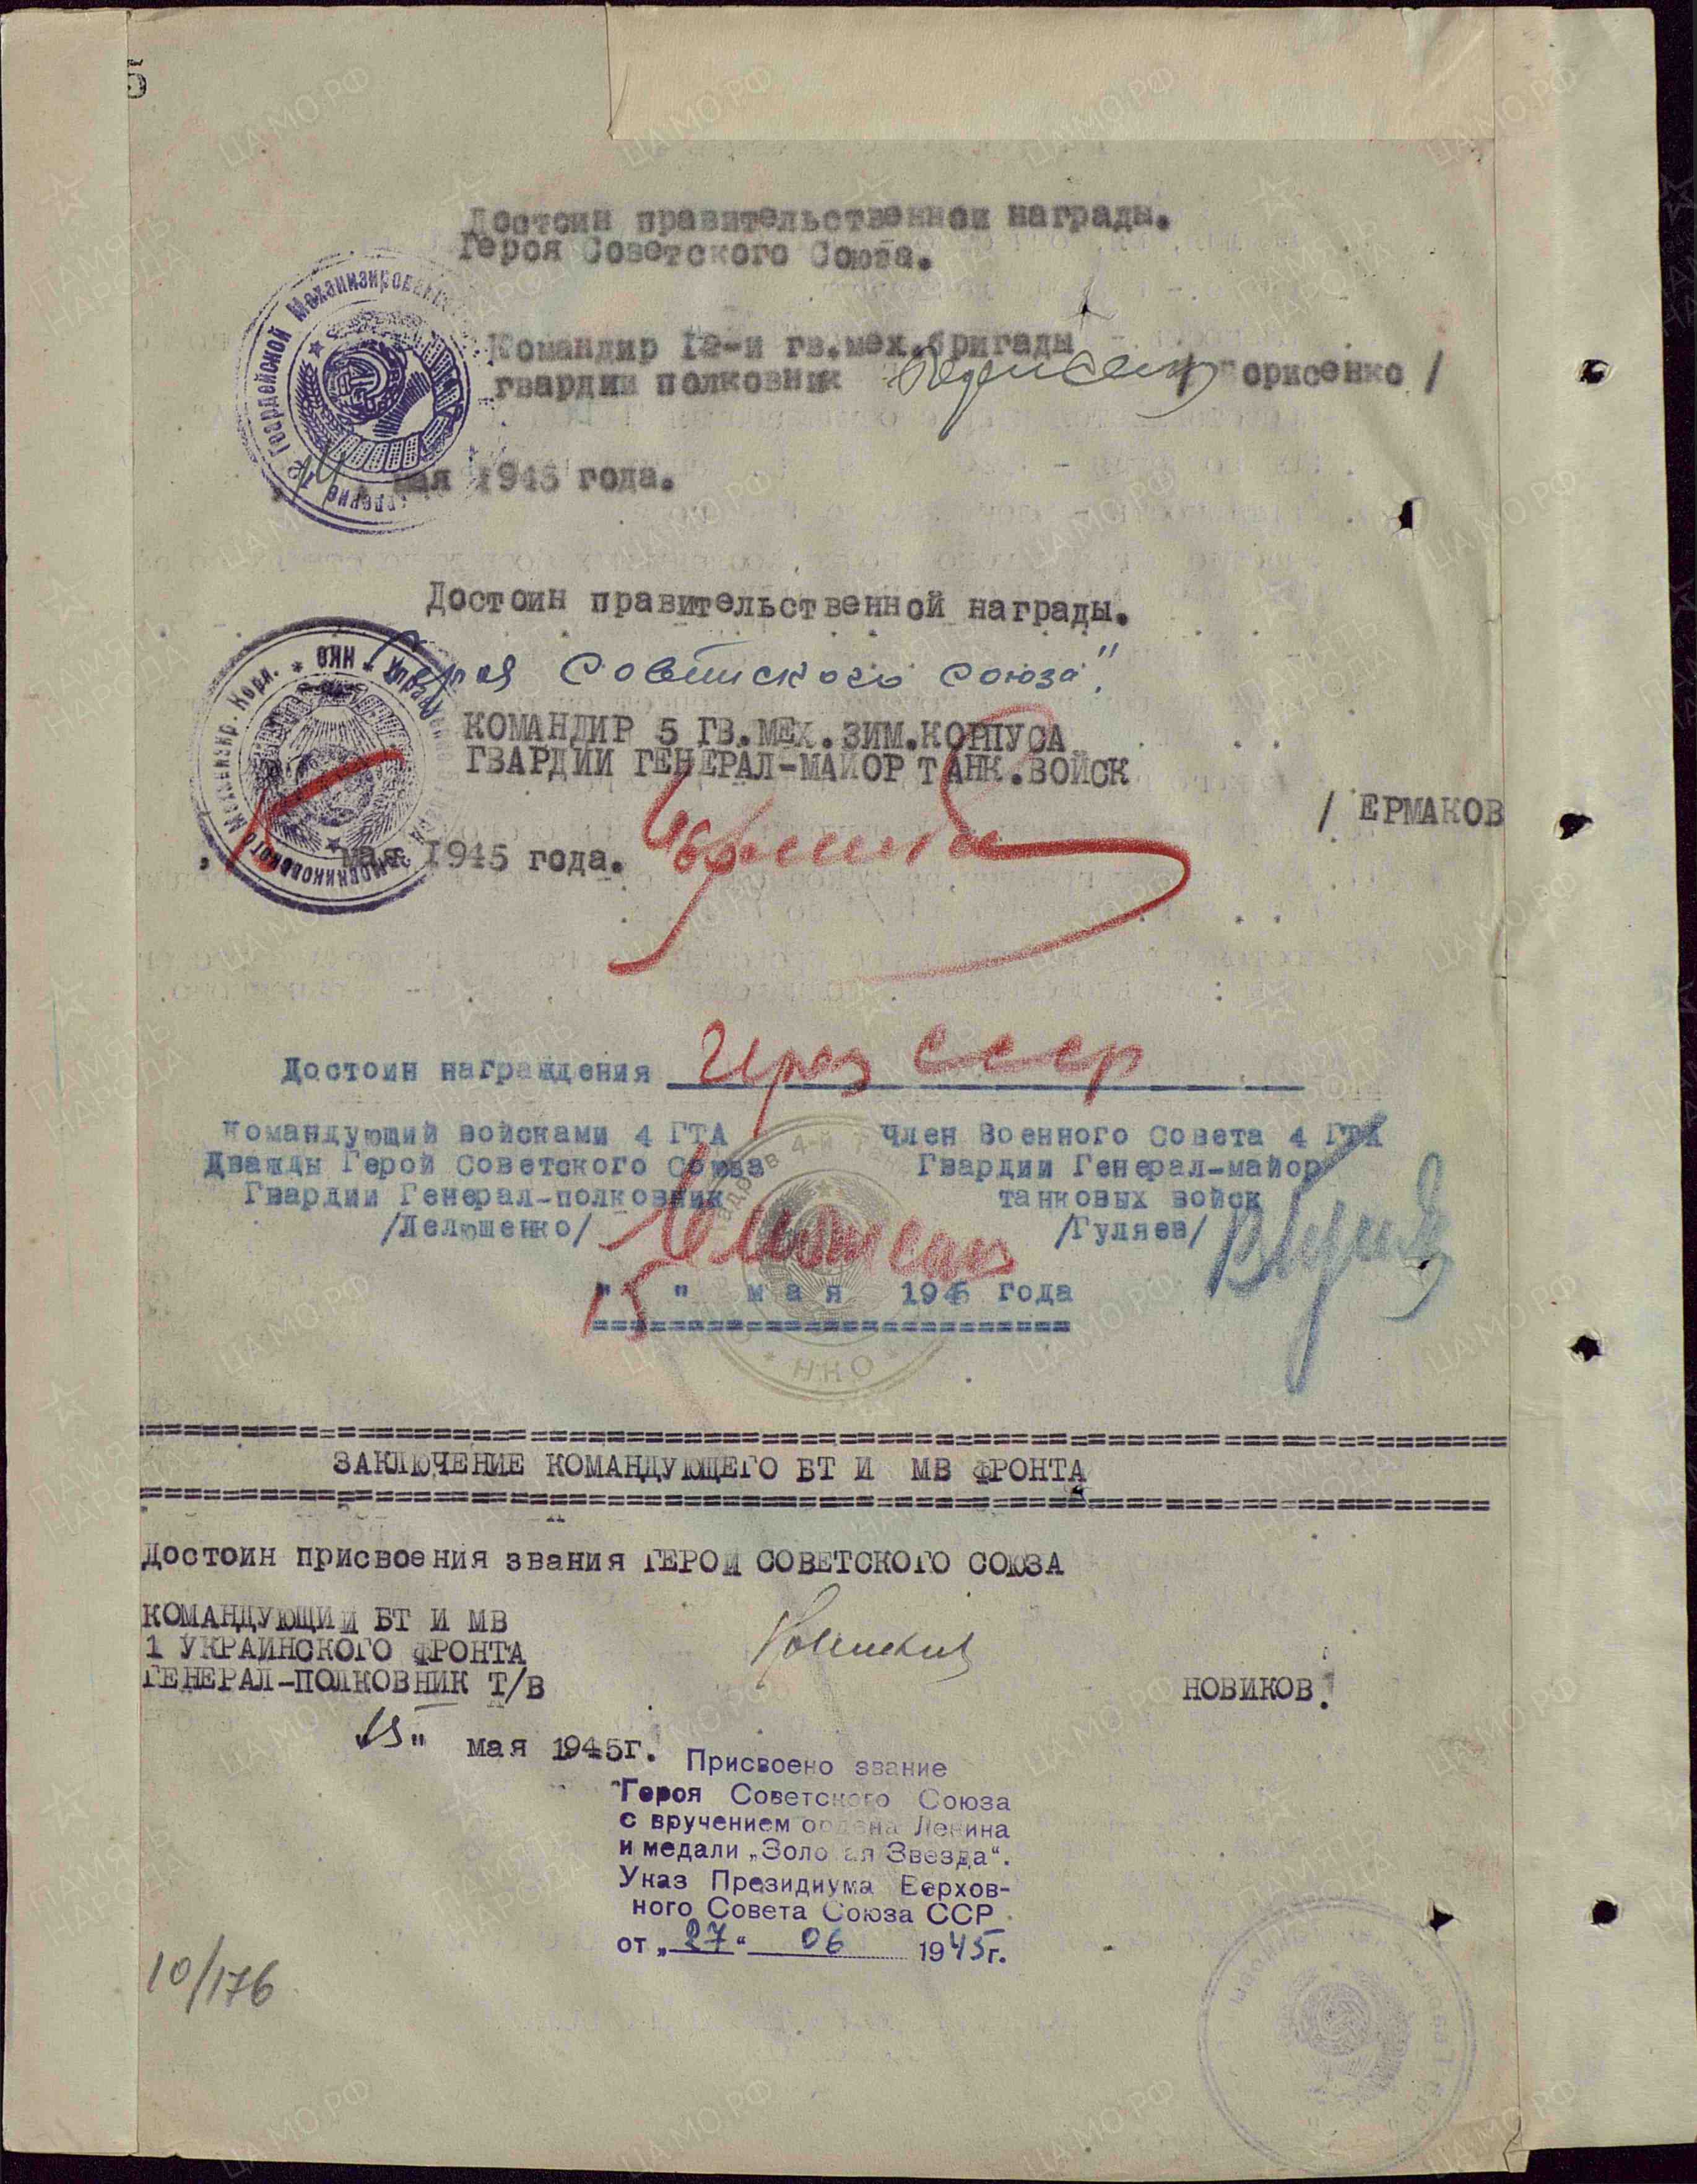 5
Достоин правительственной награды.
Героя Советского Союза.
Командир 12-й гв.мех.бригады
гвардии полковник / Борисенко /
14 мая 1945 года.
Достоин правительственной награды.
"Героя Советского Союза".
КОМАНДИР 5 ГВ.МЕХ.ЗИМ.КОРПУСА
ГВАРДИИ ГЕНЕРАЛ-МАЙОР ТАНК.ВОЙСК
/ ЕРМАКОВ
мая 1945 года.
Достоин награждения Героя СССР
Командующий войсками 4 ГТА
Дважды Герой Советского Союза
Гвардии Генерал-полковник
/Лелюшенко/
Член Военного Совета 4 ГТА
Гвардии Генерал-майор
танковых войск
/Гуляев/
"15" мая 1945 года
ЗАКЛЮЧЕНИЕ КОМАНДУЮЩЕГО БТ И МВ ФРОНТА
Достоин присвоения звания ГЕРОЙ СОВЕТСКОГО СОЮЗА
КОМАНДУЮЩИЙ БТ И МВ
1 УКРАИНСКОГО ФРОНТА
ГЕНЕРАЛ-ПОЛКОВНИК Т/В
НОВИКОВ.
"15" мая 1945г.
Присвоено звание
Героя Советского Союза
с вручением ордена Ленина
и медали „Золотая Звезда“.
Указ Президиума Верхов-
ного Совета Союза ССР
от „27“ 06 1945г.
10/176